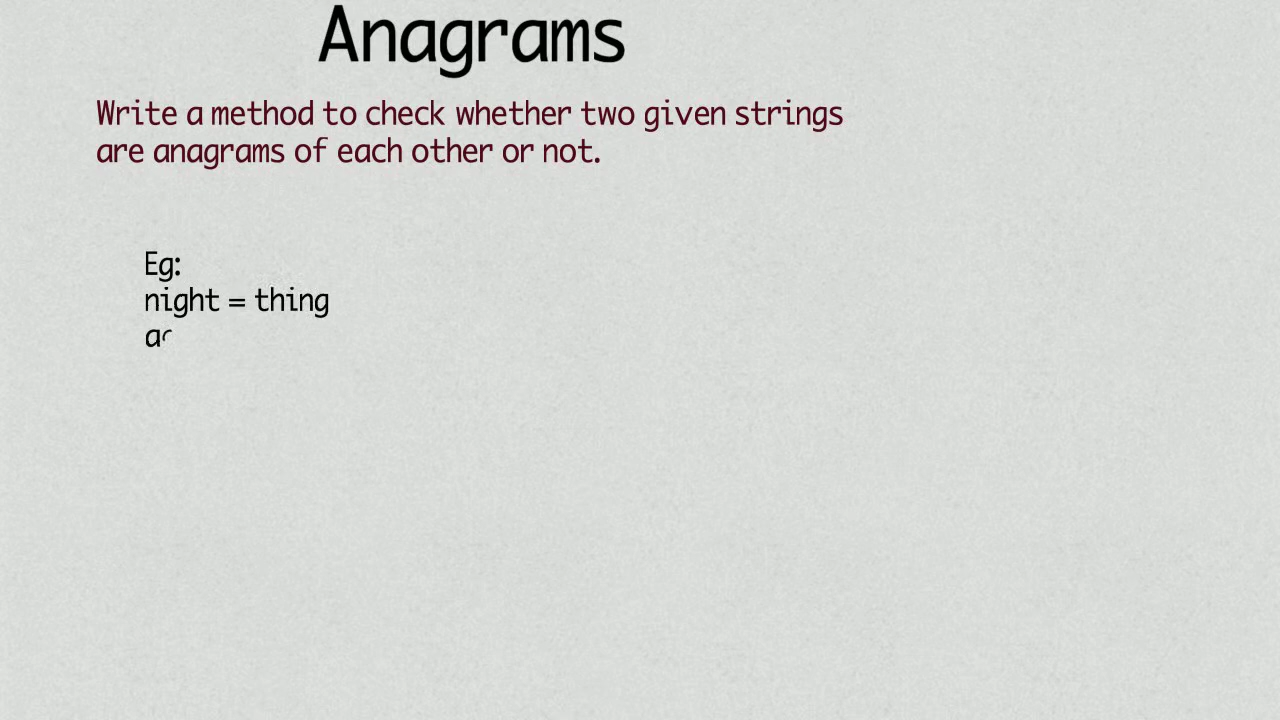 Anagrams
Write a method to check whether two given strings
are anagrams of each other or not.
Eg:
night = thing